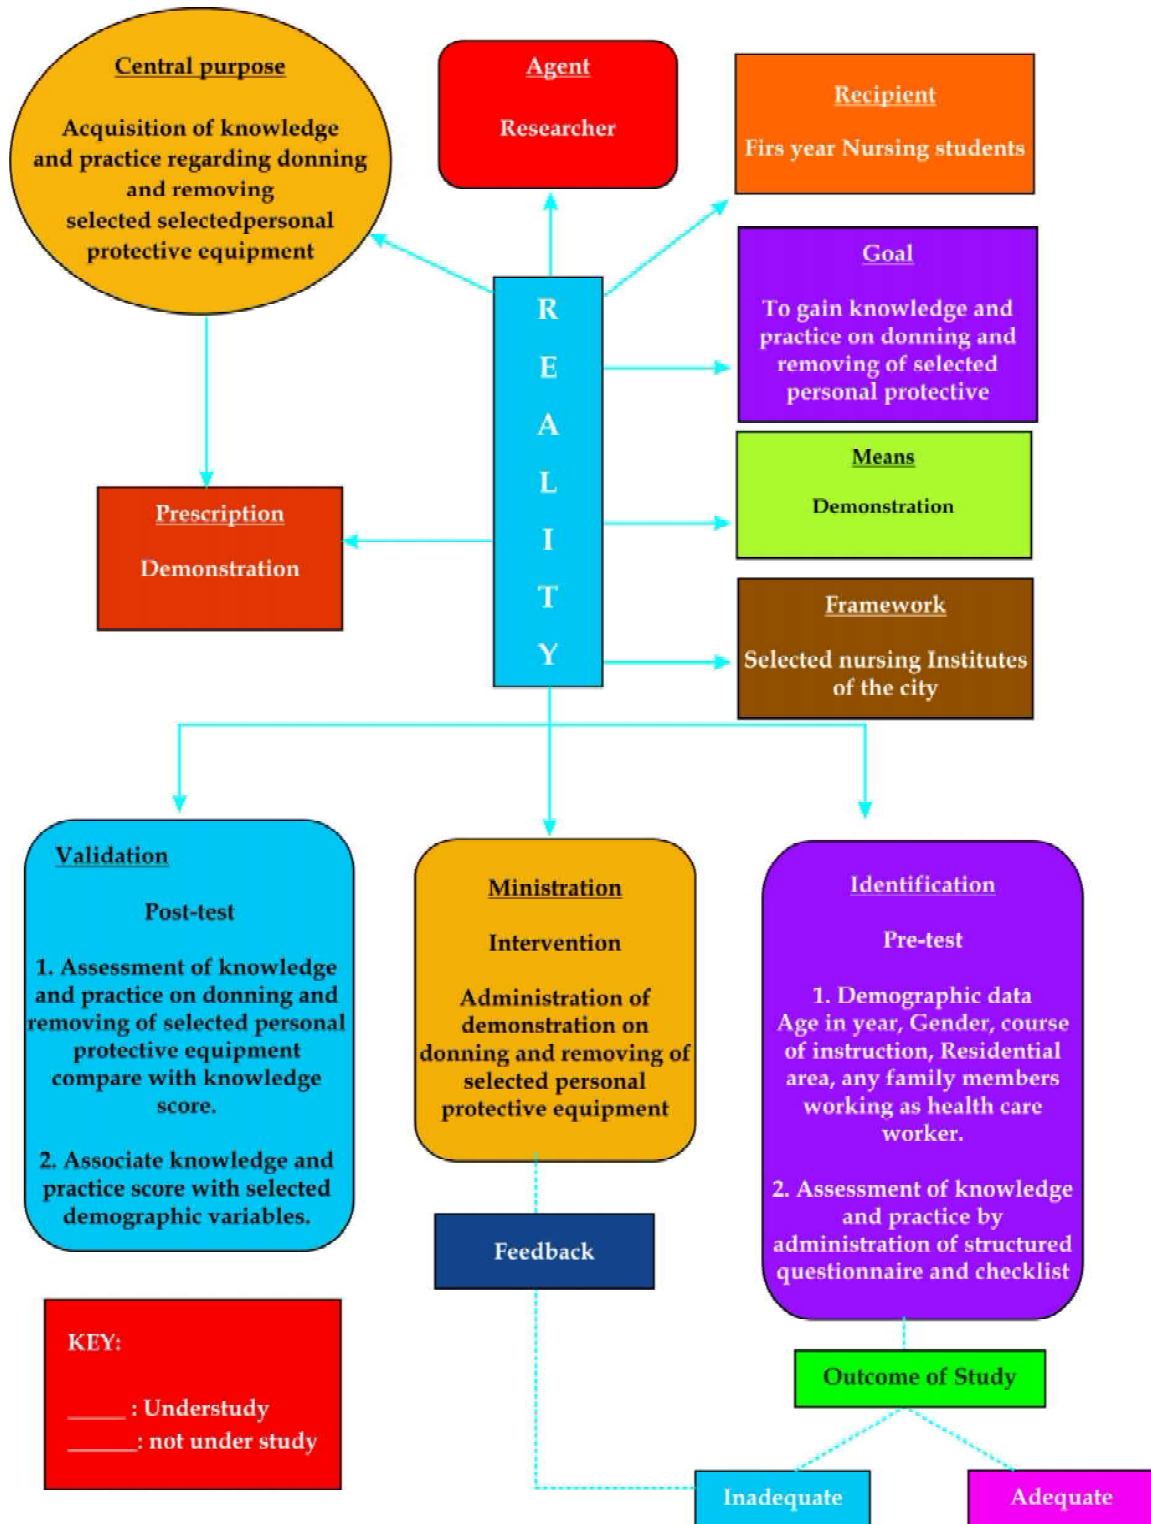 Central purpose
Acquisition of knowledge
and practice regarding donning
and removing
selected selectedpersonal
protective equipment
Agent
Researcher
Recipient
Firs year Nursing students
Goal
To gain knowledge and
practice on donning and
removing of selected
personal protective
R
E
A
L
I
T
Y
Means
Demonstration
Prescription
Demonstration
Framework
Selected nursing Institutes
of the city
Validation
Post-test
1. Assessment of knowledge
and practice on donning and
removing of selected personal
protective equipment
compare with knowledge
score.
2. Associate knowledge and
practice score with selected
demographic variables.
Ministration
Intervention
Administration of
demonstration on
donning and removing of
selected personal
protective equipment
Identification
Pre-test
1. Demographic data
Age in year, Gender, course
of instruction, Residential
area, any family members
working as health care
worker.
2. Assessment of knowledge
and practice by
administration of structured
questionnaire and checklist
Feedback
KEY:
_____ : Understudy
______: not under study
Outcome of Study
Inadequate
Adequate